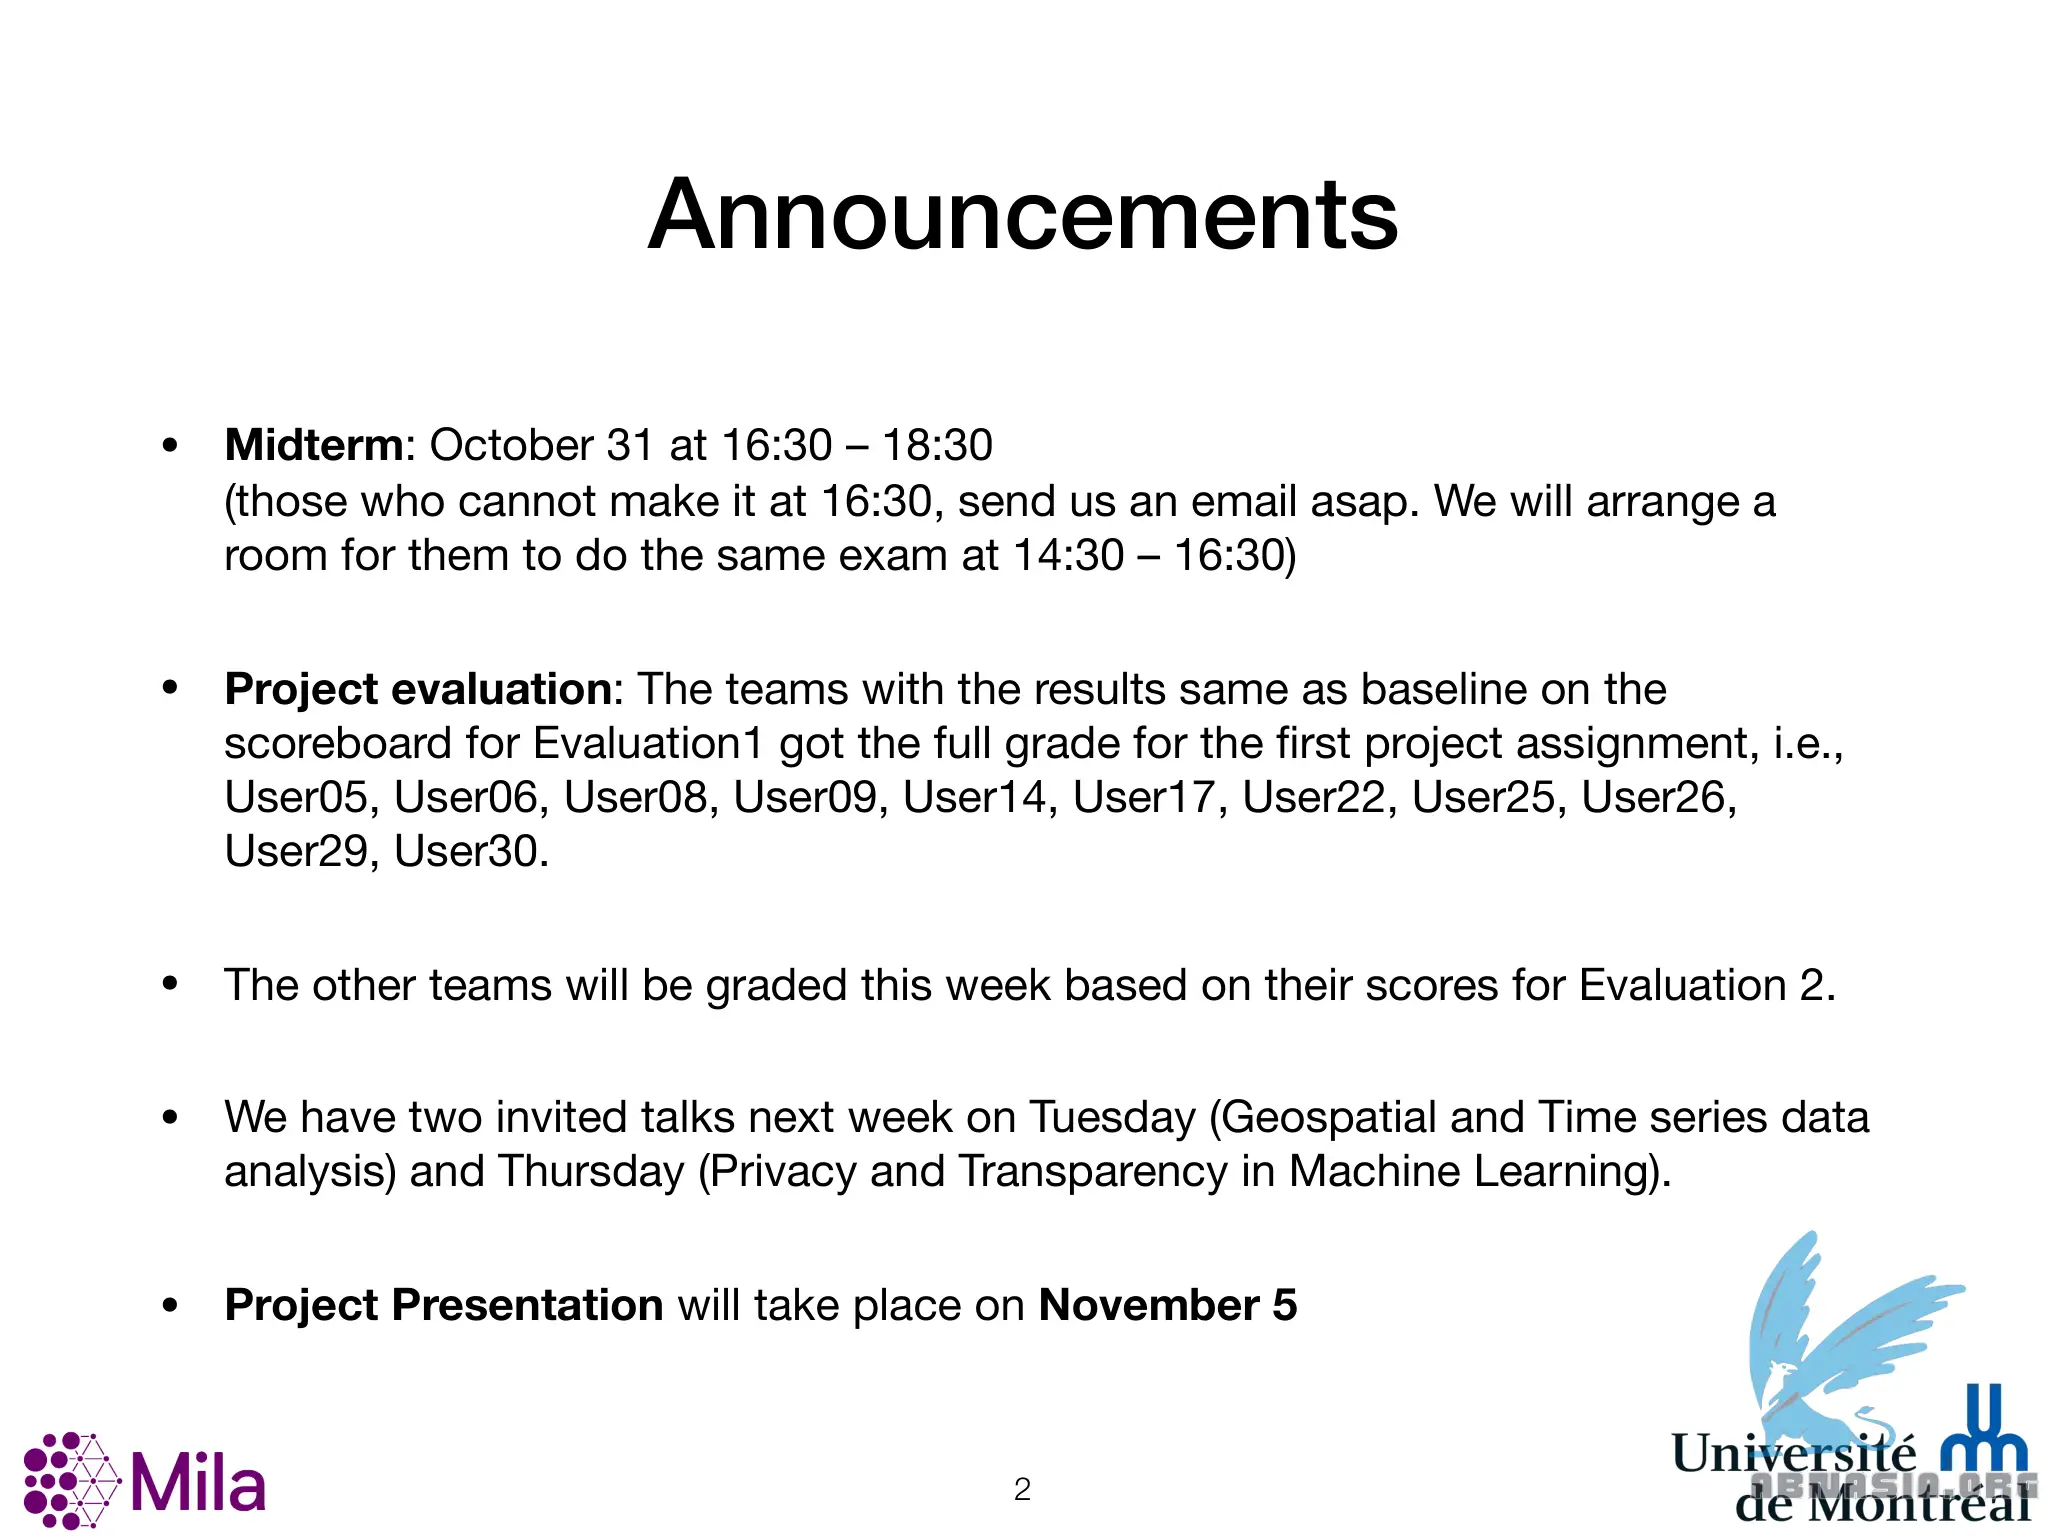 Announcements
• Midterm: October 31 at 16:30 – 18:30
(those who cannot make it at 16:30, send us an email asap. We will arrange a
room for them to do the same exam at 14:30 – 16:30)
• Project evaluation: The teams with the results same as baseline on the
scoreboard for Evaluation1 got the full grade for the first project assignment, i.e.,
User05, User06, User08, User09, User14, User17, User22, User25, User26,
User29, User30.
• The other teams will be graded this week based on their scores for Evaluation 2.
• We have two invited talks next week on Tuesday (Geospatial and Time series data
analysis) and Thursday (Privacy and Transparency in Machine Learning).
• Project Presentation will take place on November 5
Mila
2
Université
ABNASIA.ORG
de Montréal